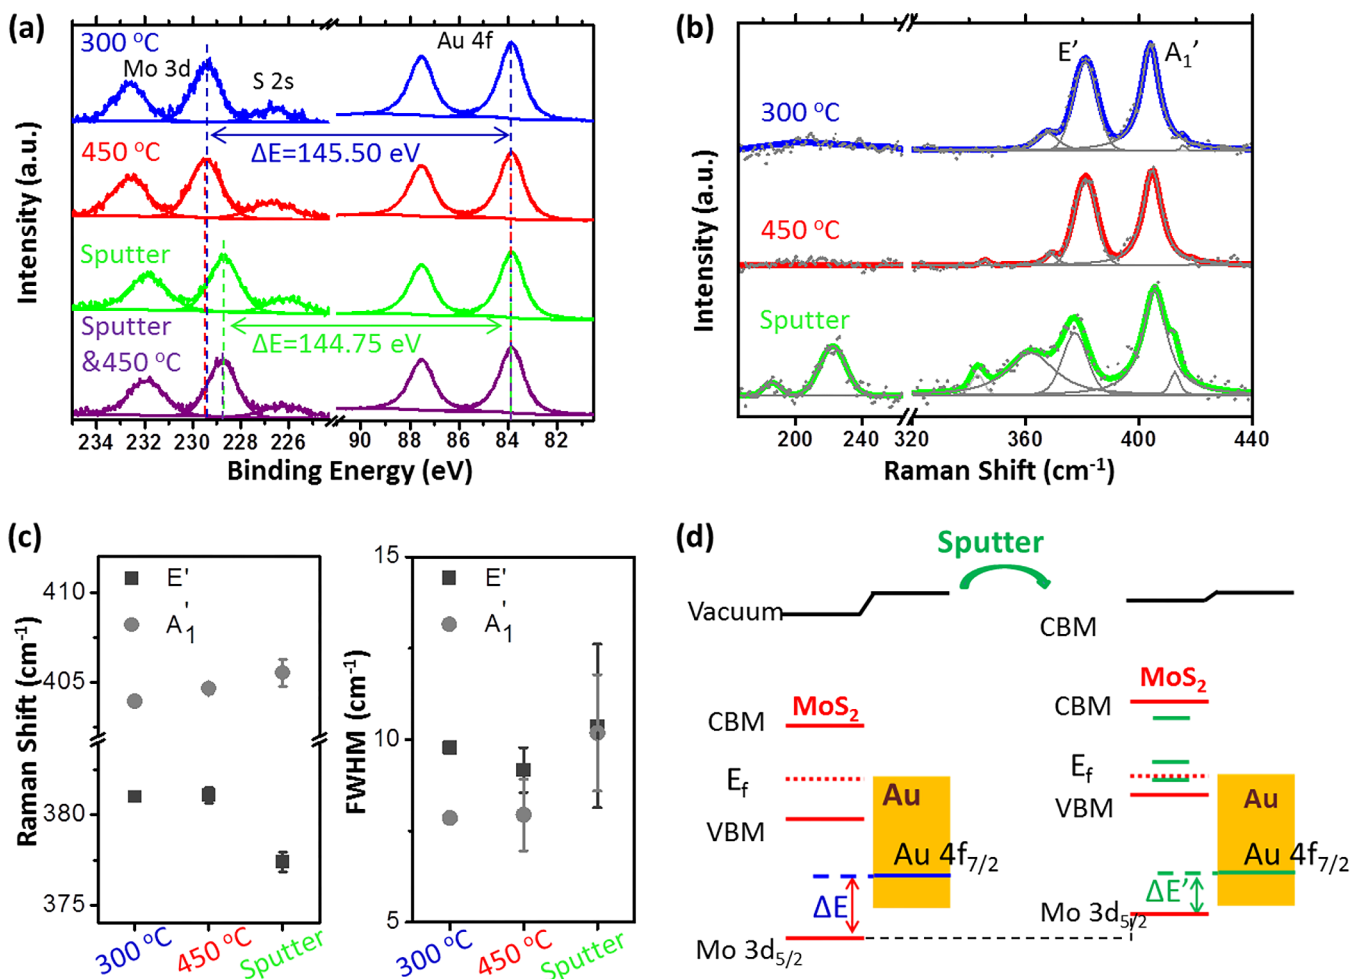 (a)
300 °C
Mo 3d
S 2s
Au 4f
ΔE=145.50 eV
450 °C
Sputter
ΔE=144.75 eV
Sputter
&450 °C
Intensity (a.u.)
234 232 230 228 226 88 86 84 82
Binding Energy (eV)
(b)
E’
A1’
300 °C
450 °C
Sputter
Intensity (a.u.)
200 240 320 360 400 440
Raman Shift (cm-1)
(c)
E'
A1'
410
405
380
375
Raman Shift (cm-1)
300 °C
450 °C
Sputter
15
10
5
E'
A1'
FWHM (cm-1)
300 °C
450 °C
Sputter
(d)
Sputter
Vacuum
CBM
MoS2
CBM
Ef
VBM
Au
Au 4f7/2
ΔE
Mo 3d5/2
CBM
MoS2
CBM
Ef
VBM
Au
Au 4f7/2
ΔE’
Mo 3d5/2